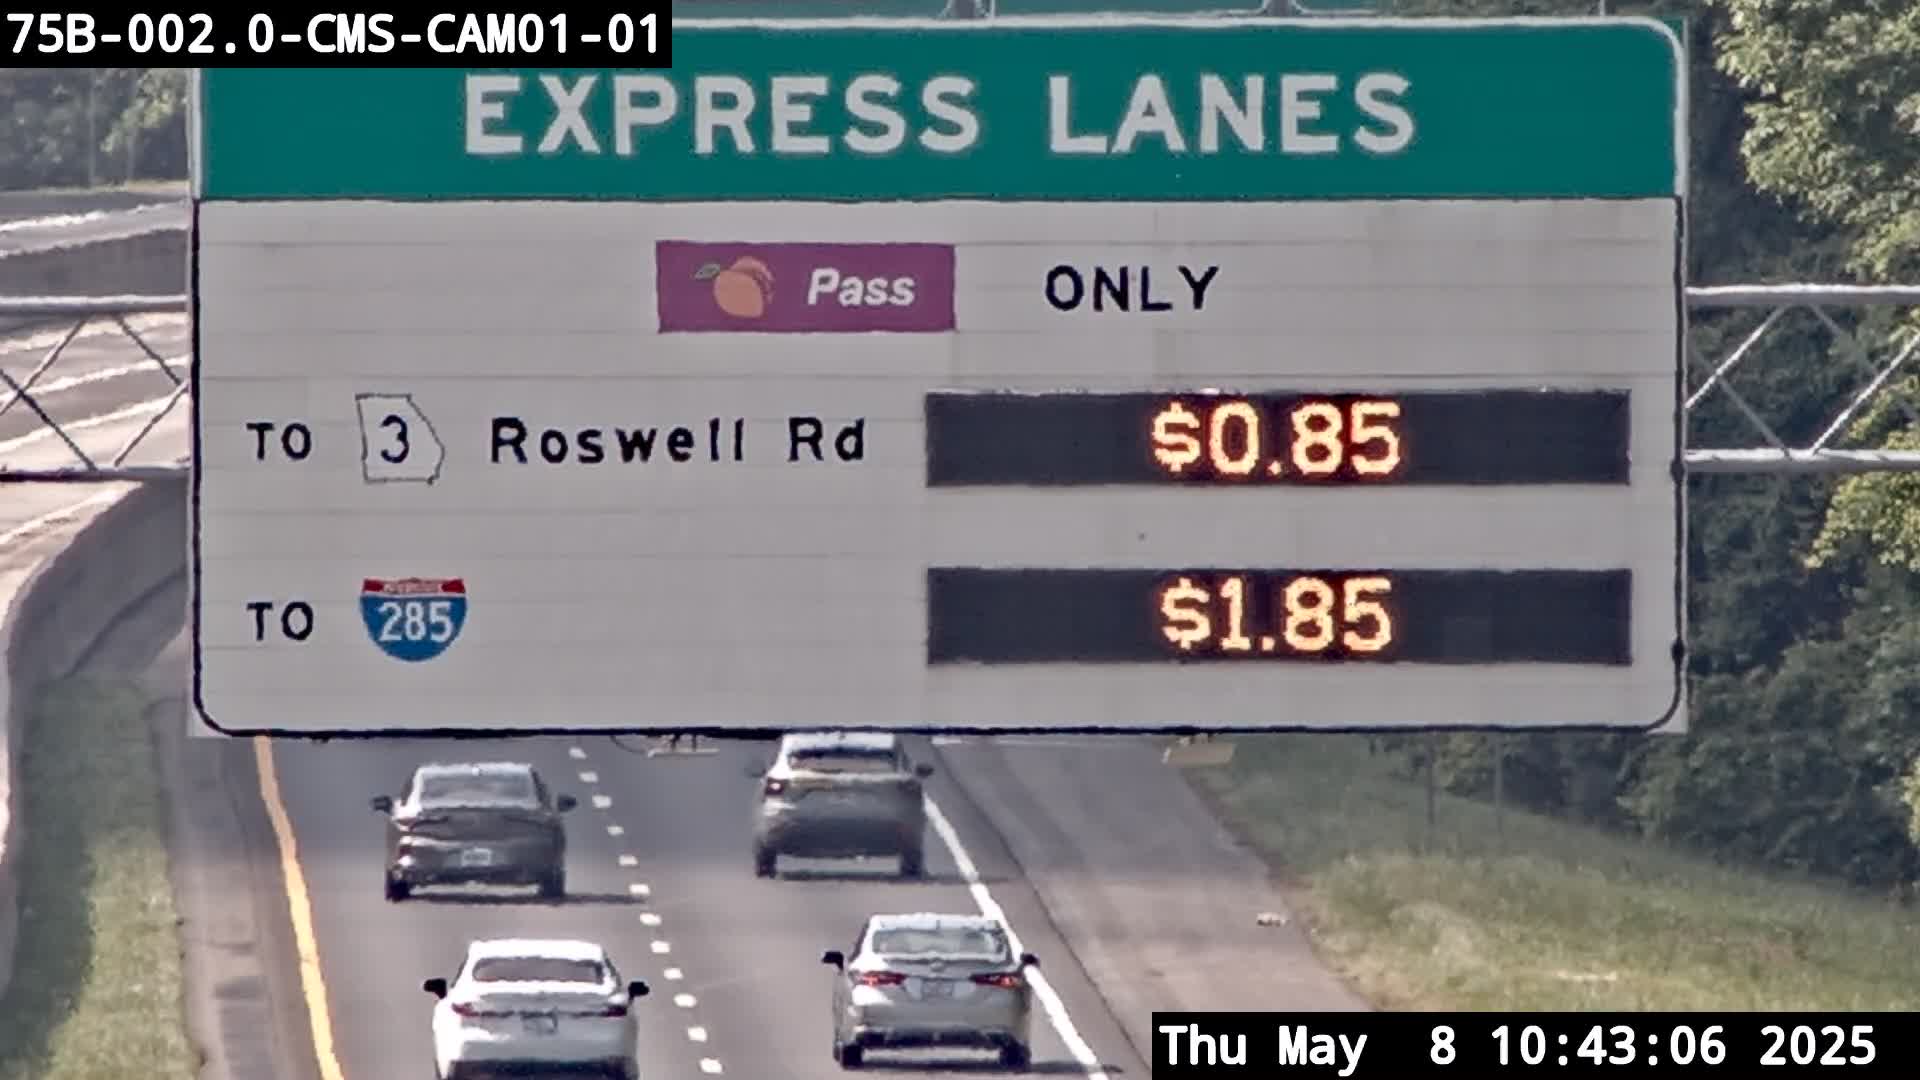 75B-002.0-CMS-CAM01-01
EXPRESS LANES
Pass ONLY
TO 3 Roswell Rd $0.85
TO 285 $1.85
Thu May 8 10:43:06 2025